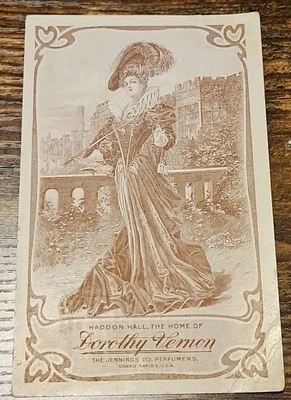 HADDON HALL, THE HOME OF
Dorothy Vernon
THE JENNINGS CO. PERFUMERS,
GRAND RAPIDS, U.S.A.